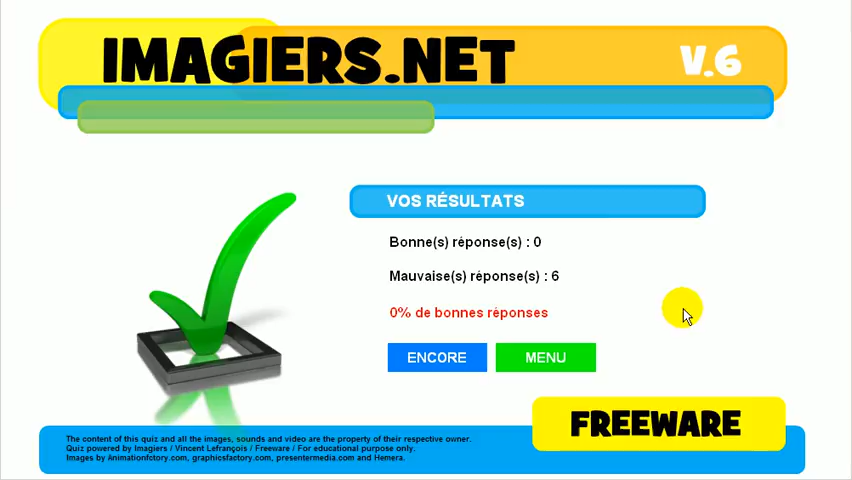 IMAGIERS.NET
V.6
VOS RÉSULTATS
Bonne(s) réponse(s) : 0
Mauvaise(s) réponse(s) : 6
0% de bonnes réponses
ENCORE
MENU
FREEWARE
The content of this quiz and all the images, sounds and video are the property of their respective owner.
Quiz powered by Imagiers / Vincent Lefrançois / Freeware / For educational purpose only.
Images by Animationfctory.com, graphicsfactory.com, presentermedia.com and Hemera.